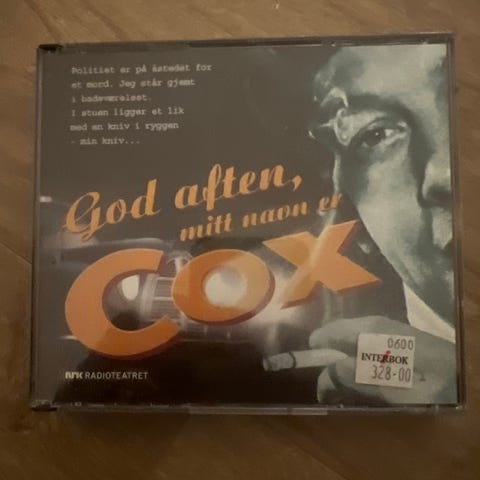 Politiet er på åstedet for
et mord. Jeg står gjemt
i badeværelset.
I stuen ligger et lik
med en kniv i ryggen
- min kniv...
God aften,
mitt navn er
COX
NRK RADIOTEATRET
0600
INTERBOK
328-00